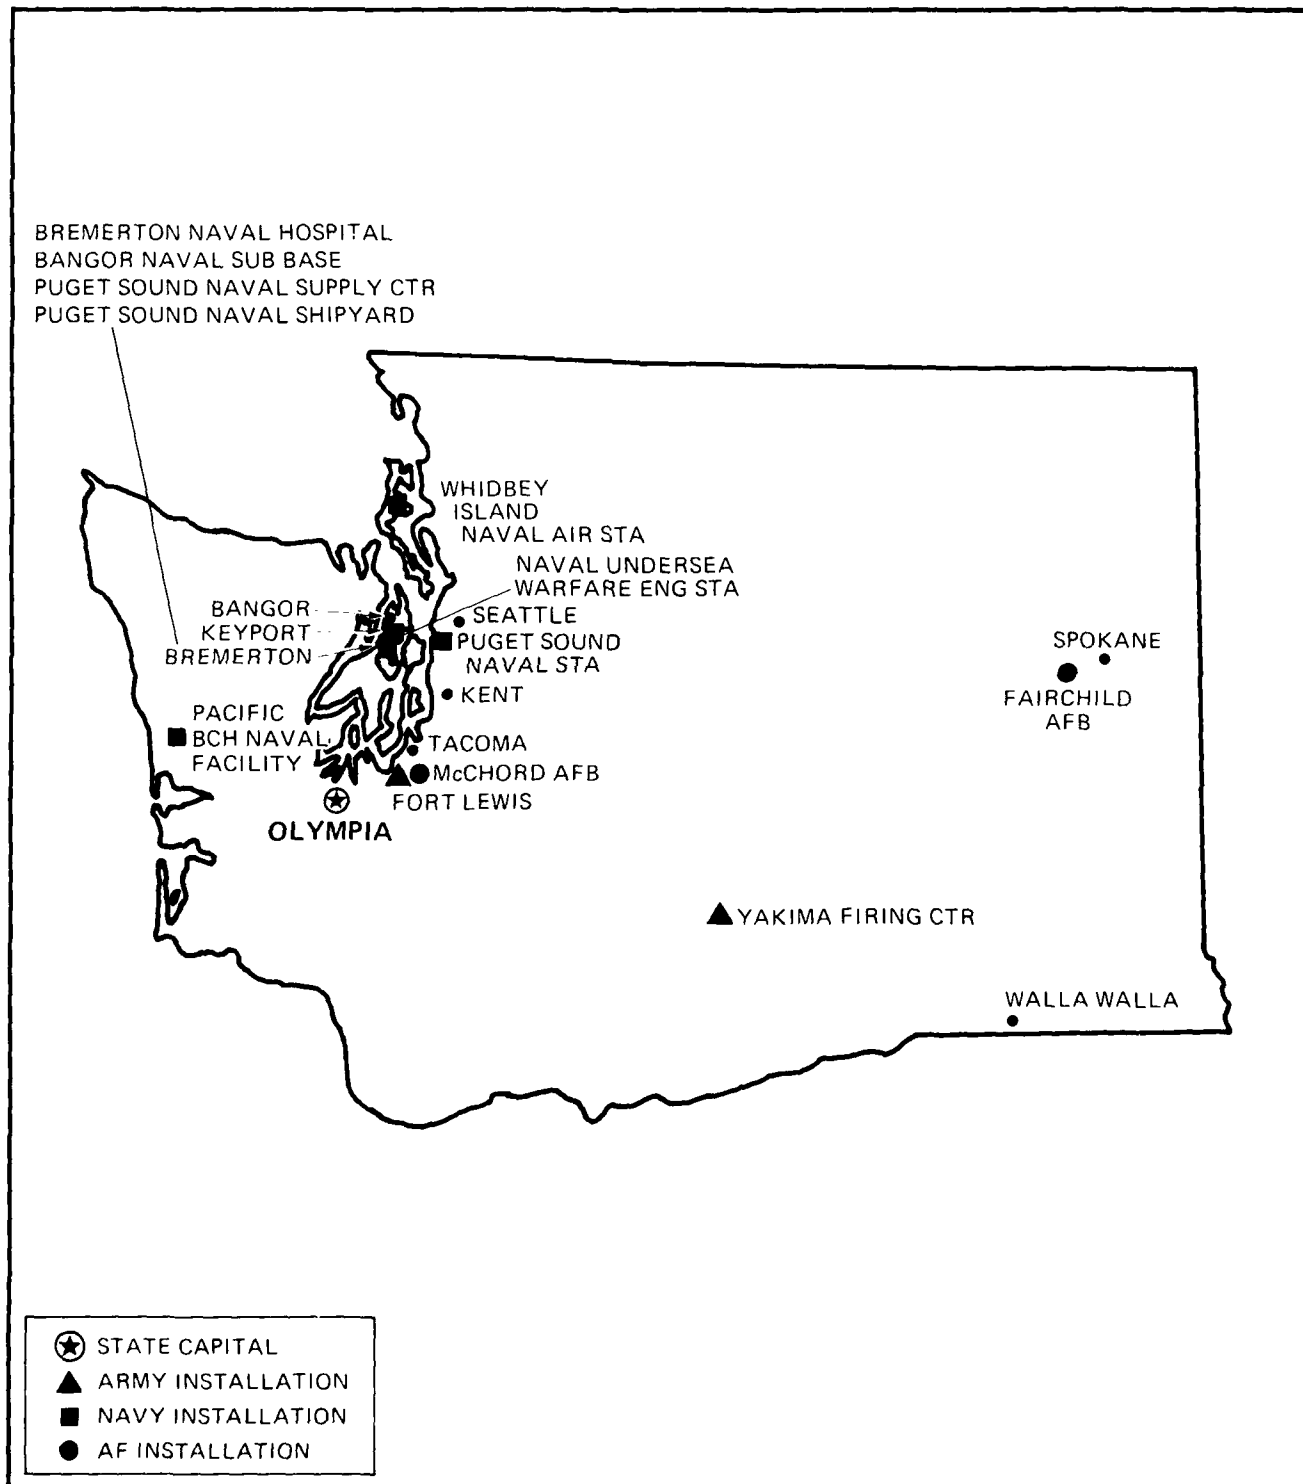 BREMERTON NAVAL HOSPITAL
BANGOR NAVAL SUB BASE
PUGET SOUND NAVAL SUPPLY CTR
PUGET SOUND NAVAL SHIPYARD
WHIDBEY
ISLAND
NAVAL AIR STA
NAVAL UNDERSEA
WARFARE ENG STA
BANGOR
KEYPORT
BREMERTON
SEATTLE
PUGET SOUND
NAVAL STA
KENT
SPOKANE
FAIRCHILD
AFB
PACIFIC
BCH NAVAL
FACILITY
TACOMA
McCHORD AFB
FORT LEWIS
OLYMPIA
YAKIMA FIRING CTR
WALLA WALLA
STATE CAPITAL
ARMY INSTALLATION
NAVY INSTALLATION
AF INSTALLATION